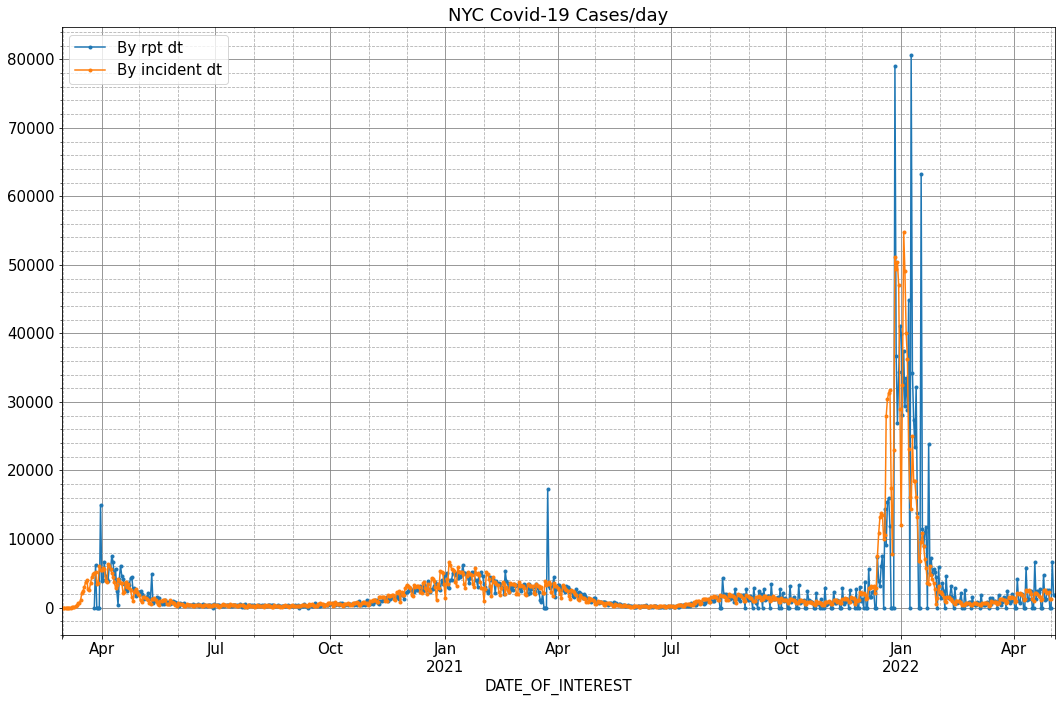 NYC Covid-19 Cases/day
By rpt dt
By incident dt
80000
70000
60000
50000
40000
30000
20000
10000
0
Apr Jul Oct Jan Apr Jul Oct Jan Apr
2021 2022
DATE_OF_INTEREST